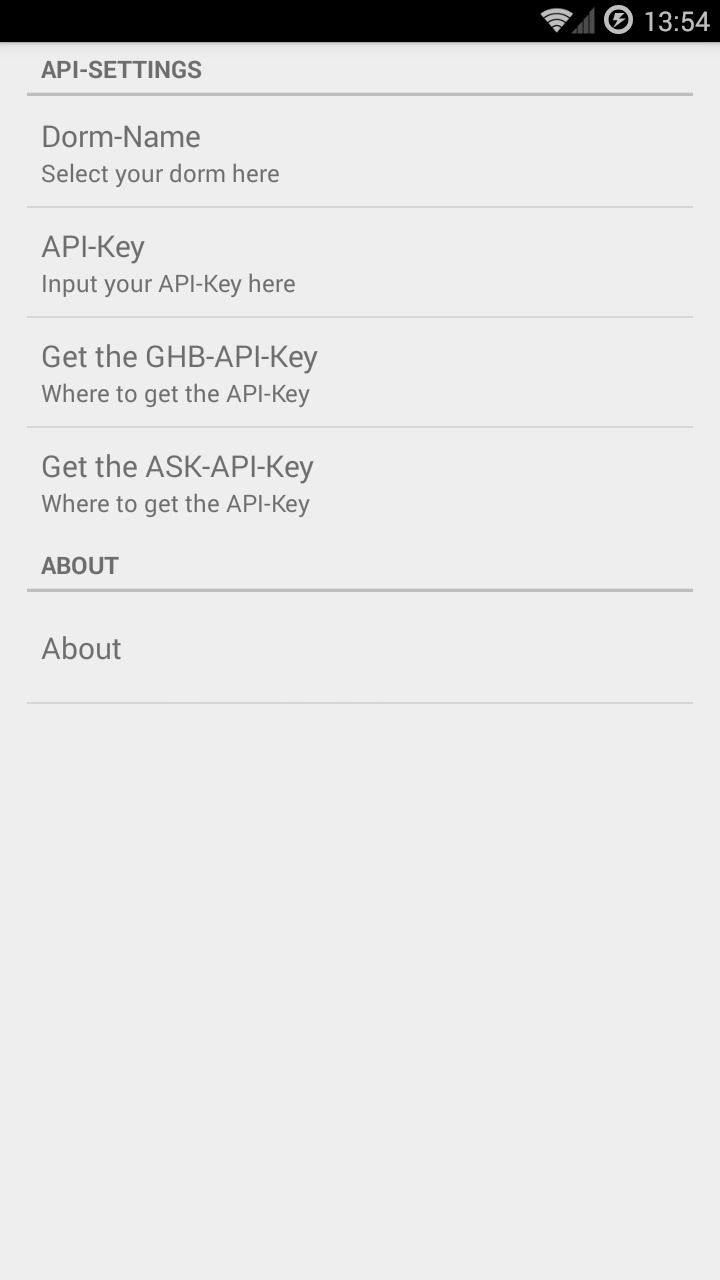 13:54
API-SETTINGS
Dorm-Name
Select your dorm here
API-Key
Input your API-Key here
Get the GHB-API-Key
Where to get the API-Key
Get the ASK-API-Key
Where to get the API-Key
ABOUT
About